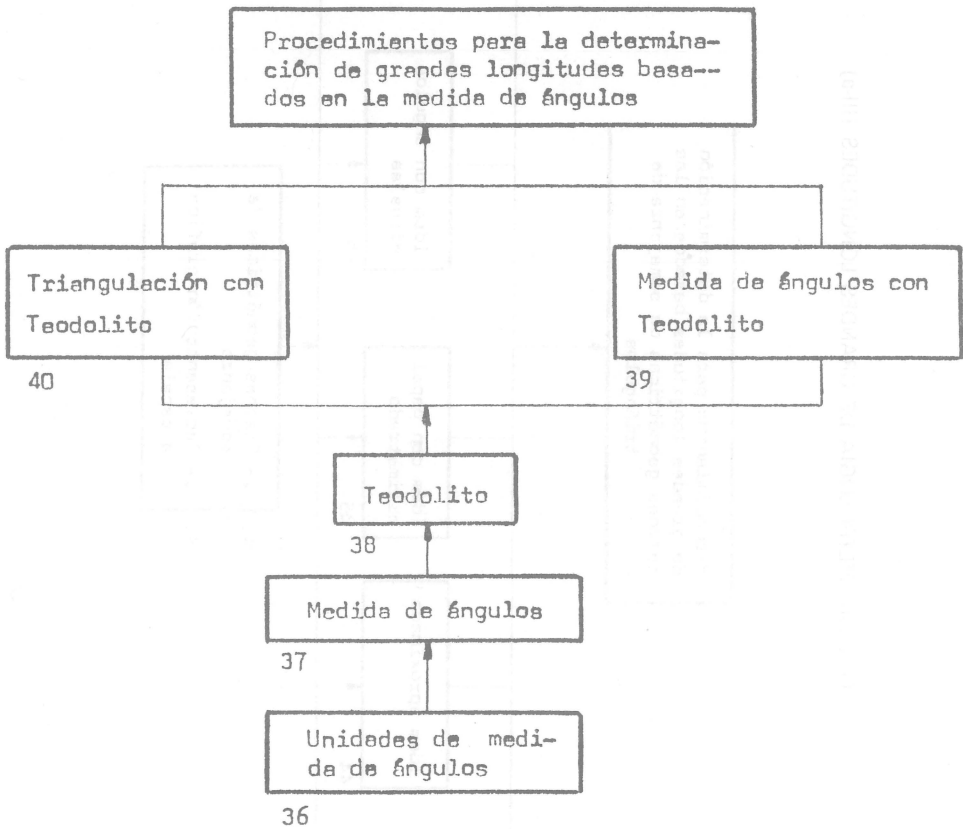 Procedimientos para la determina-
ción de grandes longitudes basa--
dos en la medida de ángulos
Triangulación con
Teodolito
40
Medida de ángulos con
Teodolito
39
Teodolito
38
Medida de ángulos
37
Unidades de medi-
da de ángulos
36